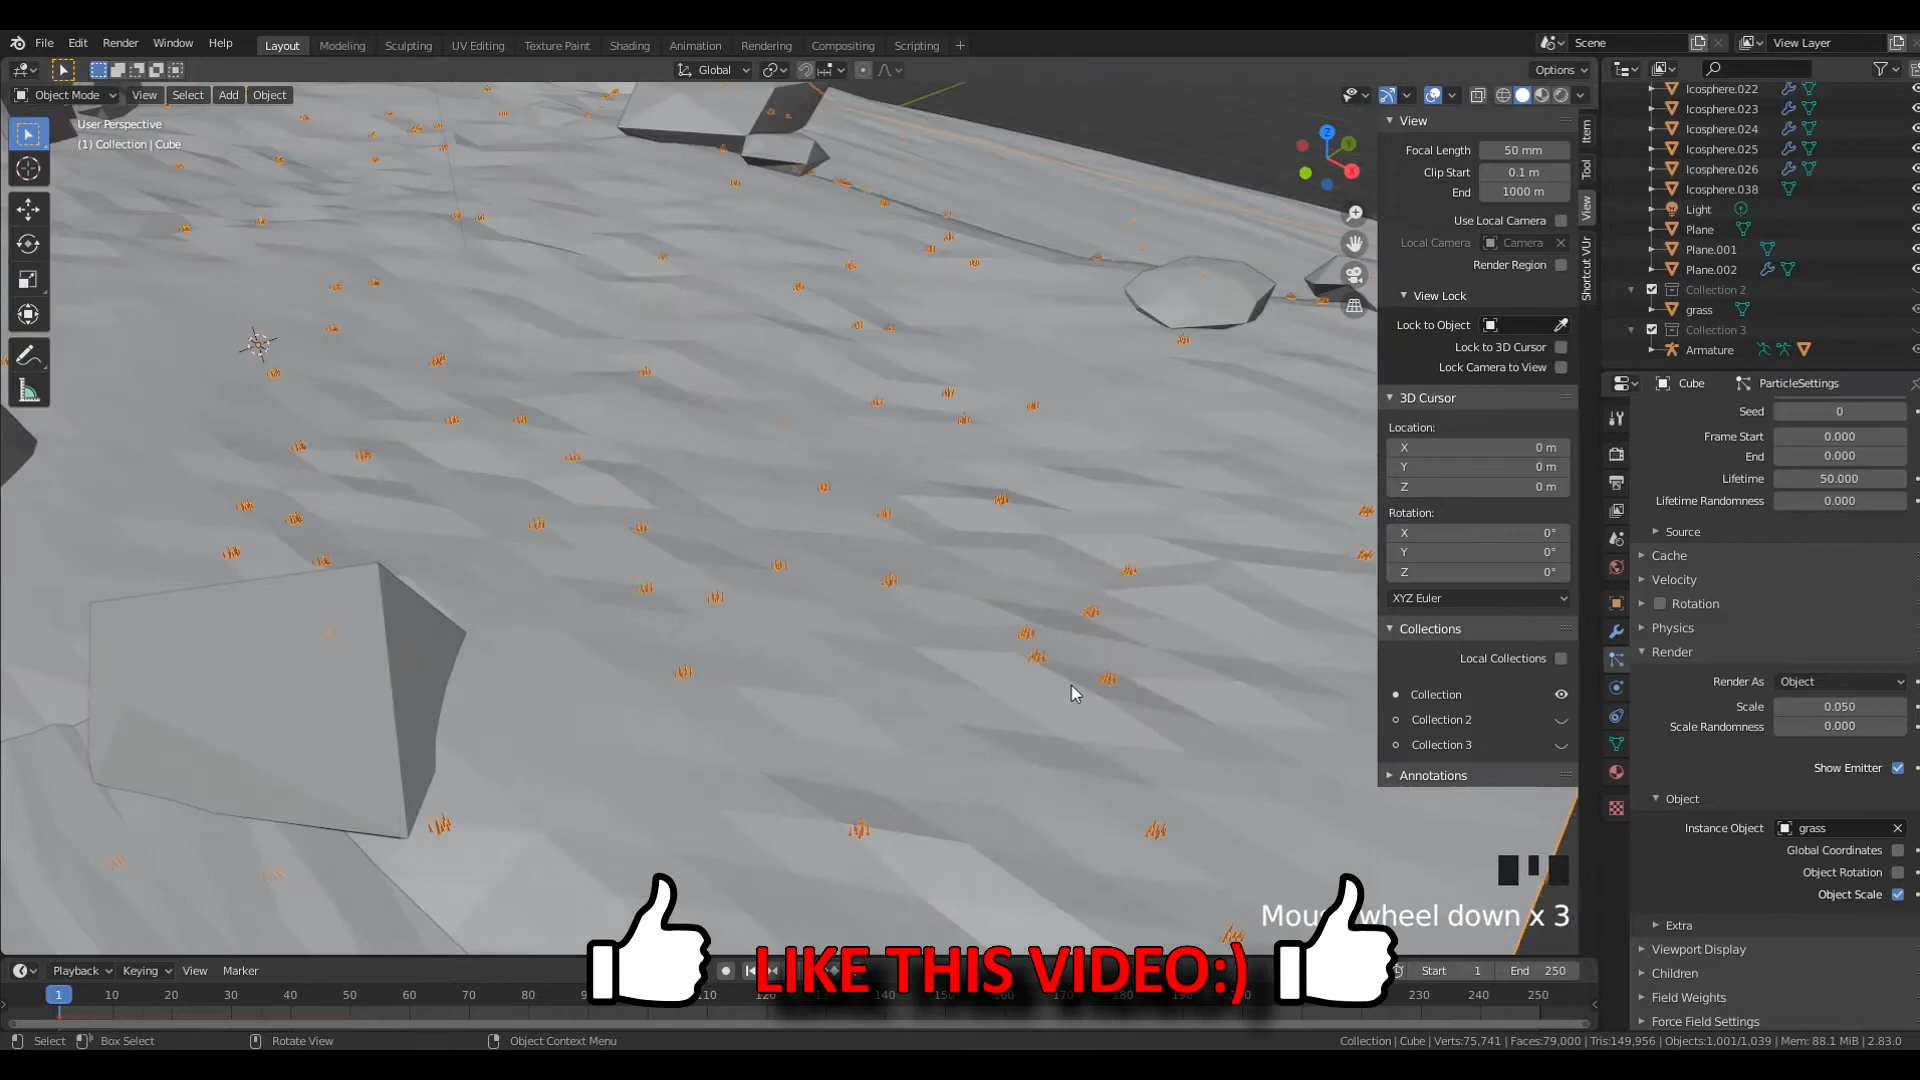 File Edit Render Window Help Layout Modeling Sculpting UV Editing Texture Paint Shading Animation Rendering Compositing Scripting + Scene View Layer
Global Options
Object Mode View Select Add Object
User Perspective
(1) Collection | Cube
Z
Y
X
View
Focal Length 50 mm
Clip Start 0.1 m
End 1000 m
Use Local Camera
Local Camera Camera
Render Region
View Lock
Lock to Object
Lock to 3D Cursor
Lock Camera to View
3D Cursor
Location:
X 0 m
Y 0 m
Z 0 m
Rotation:
X 0°
Y 0°
Z 0°
XYZ Euler
Collections
Local Collections
Collection
Collection 2
Collection 3
Annotations
Item
Tool
View
Shortcut VUr
Icosphere.022
Icosphere.023
Icosphere.024
Icosphere.025
Icosphere.026
Icosphere.038
Light
Plane
Plane.001
Plane.002
Collection 2
grass
Collection 3
Armature
Cube ParticleSettings
Seed 0
Frame Start 0.000
End 0.000
Lifetime 50.000
Lifetime Randomness 0.000
Source
Cache
Velocity
Rotation
Physics
Render
Render As Object
Scale 0.050
Scale Randomness 0.000
Show Emitter
Object
Instance Object grass
Global Coordinates
Object Rotation
Object Scale
Extra
Viewport Display
Children
Field Weights
Force Field Settings
wheel down x 3
LIKE THIS VIDEO:)
Playback Keying View Marker Start 1 End 250
1 10 20 30 40 50 60 70 80 90 110 120 130 140 150 160 170 180 190 200 210 230 240 250
Select Box Select Rotate View Object Context Menu Collection | Cube | Verts:75,741 | Faces:79,000 | Tris:149,956 | Objects:1,001/1,039 | Mem: 88.1 MiB | 2.83.0